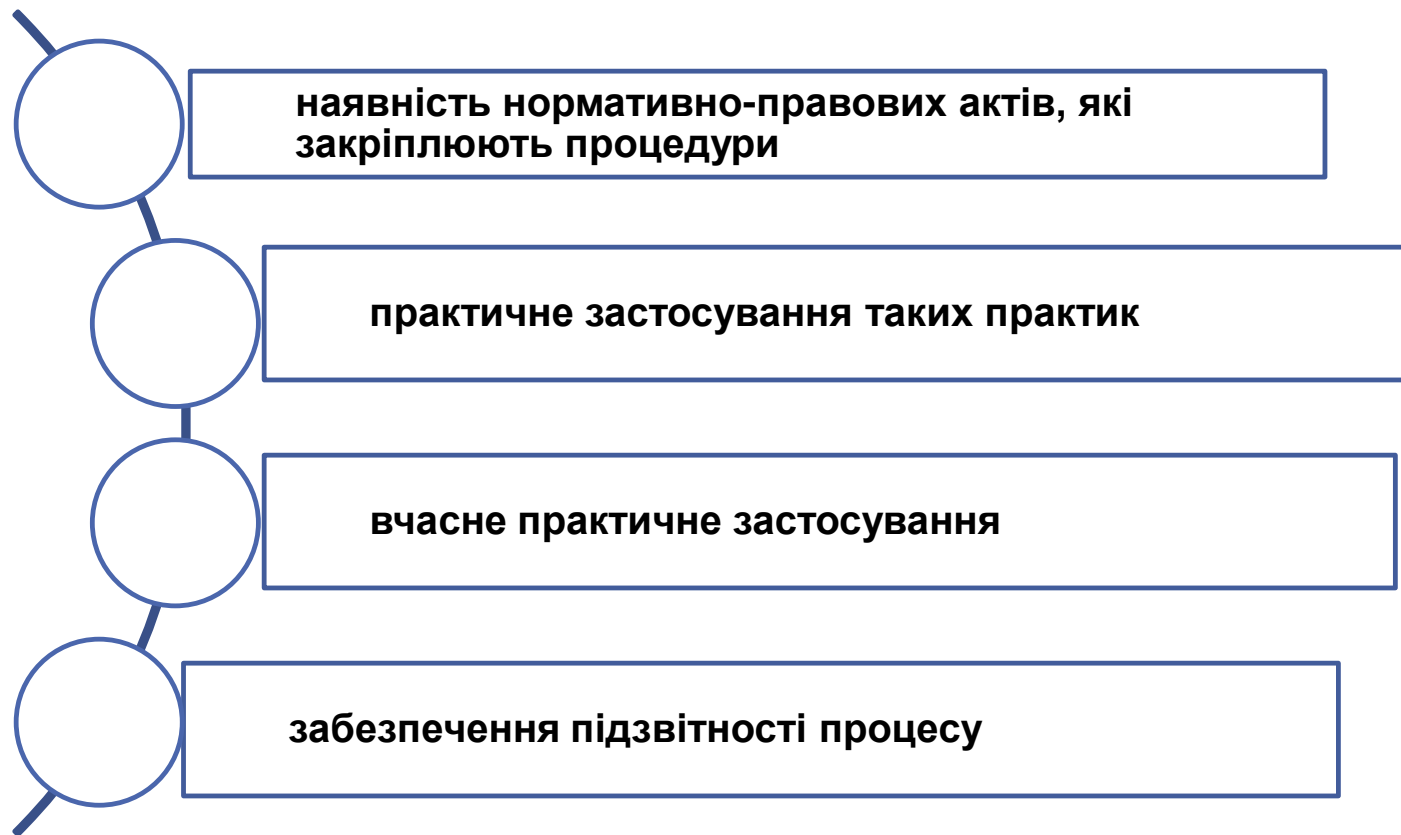 наявність нормативно-правових актів, які
закріплюють процедури
практичне застосування таких практик
вчасне практичне застосування
забезпечення підзвітності процесу